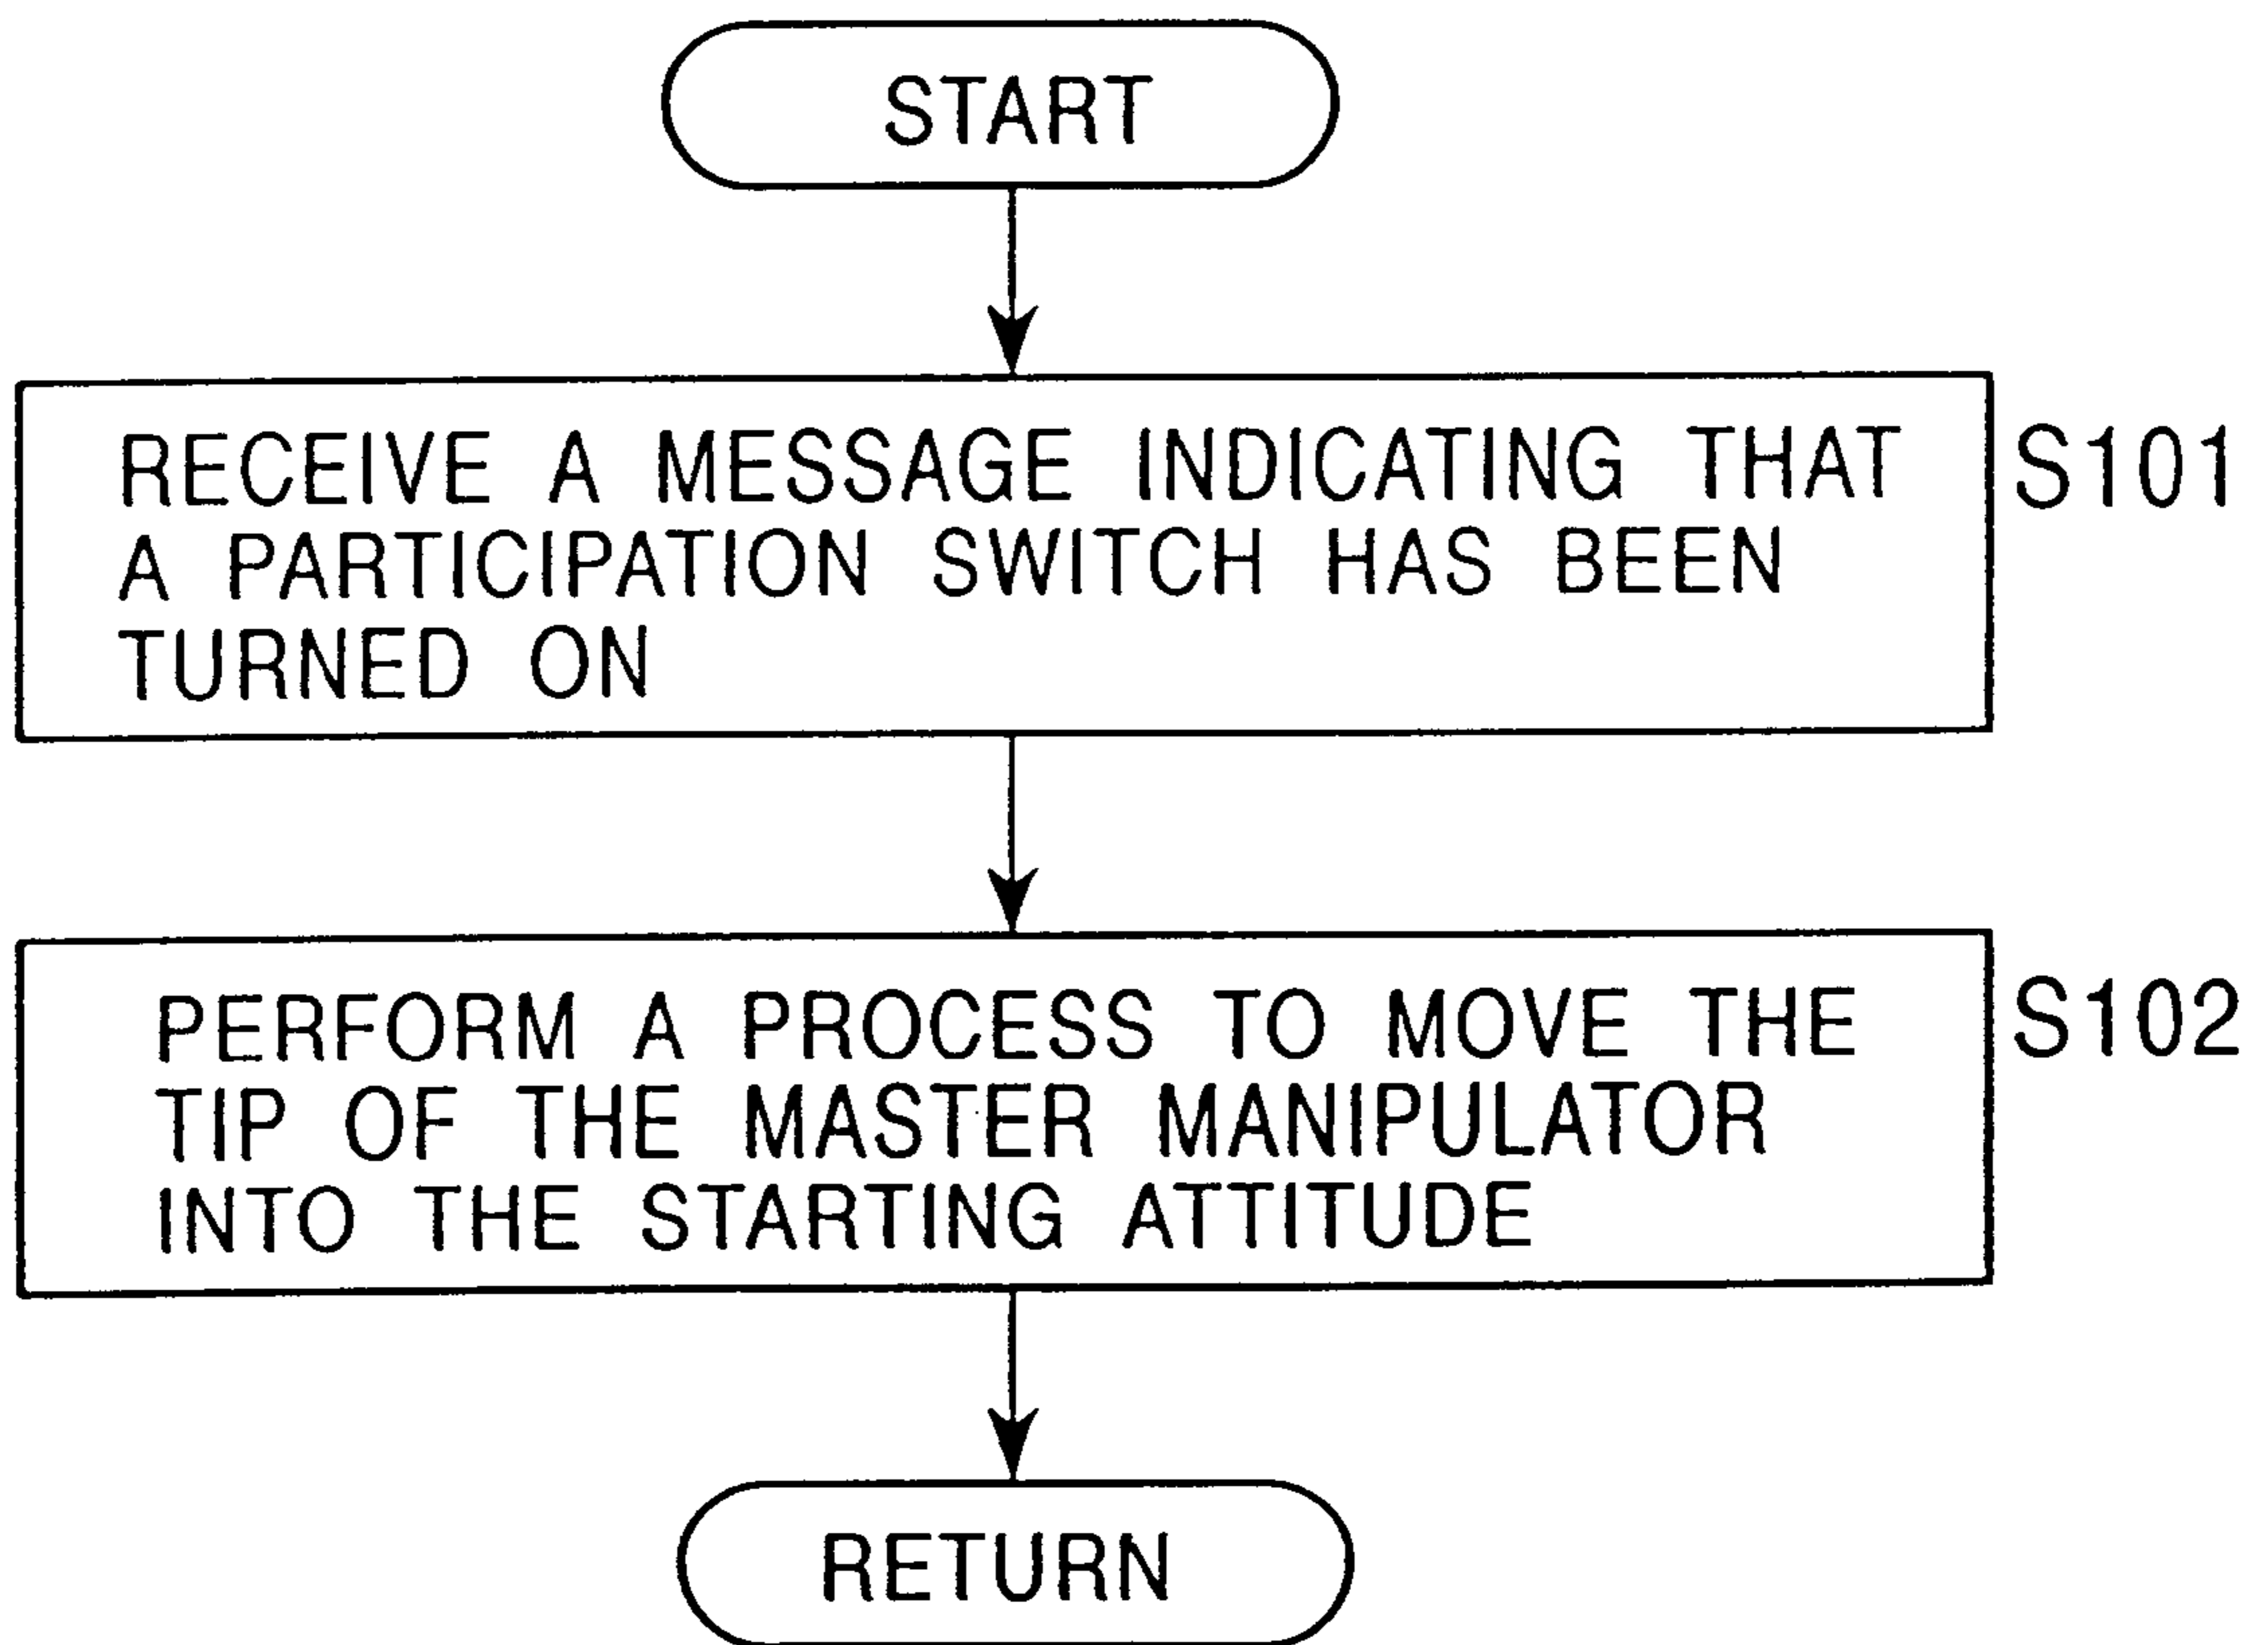 START
RECEIVE A MESSAGE INDICATING THAT
A PARTICIPATION SWITCH HAS BEEN
TURNED ON
S101
PERFORM A PROCESS TO MOVE THE
TIP OF THE MASTER MANIPULATOR
INTO THE STARTING ATTITUDE
S102
RETURN